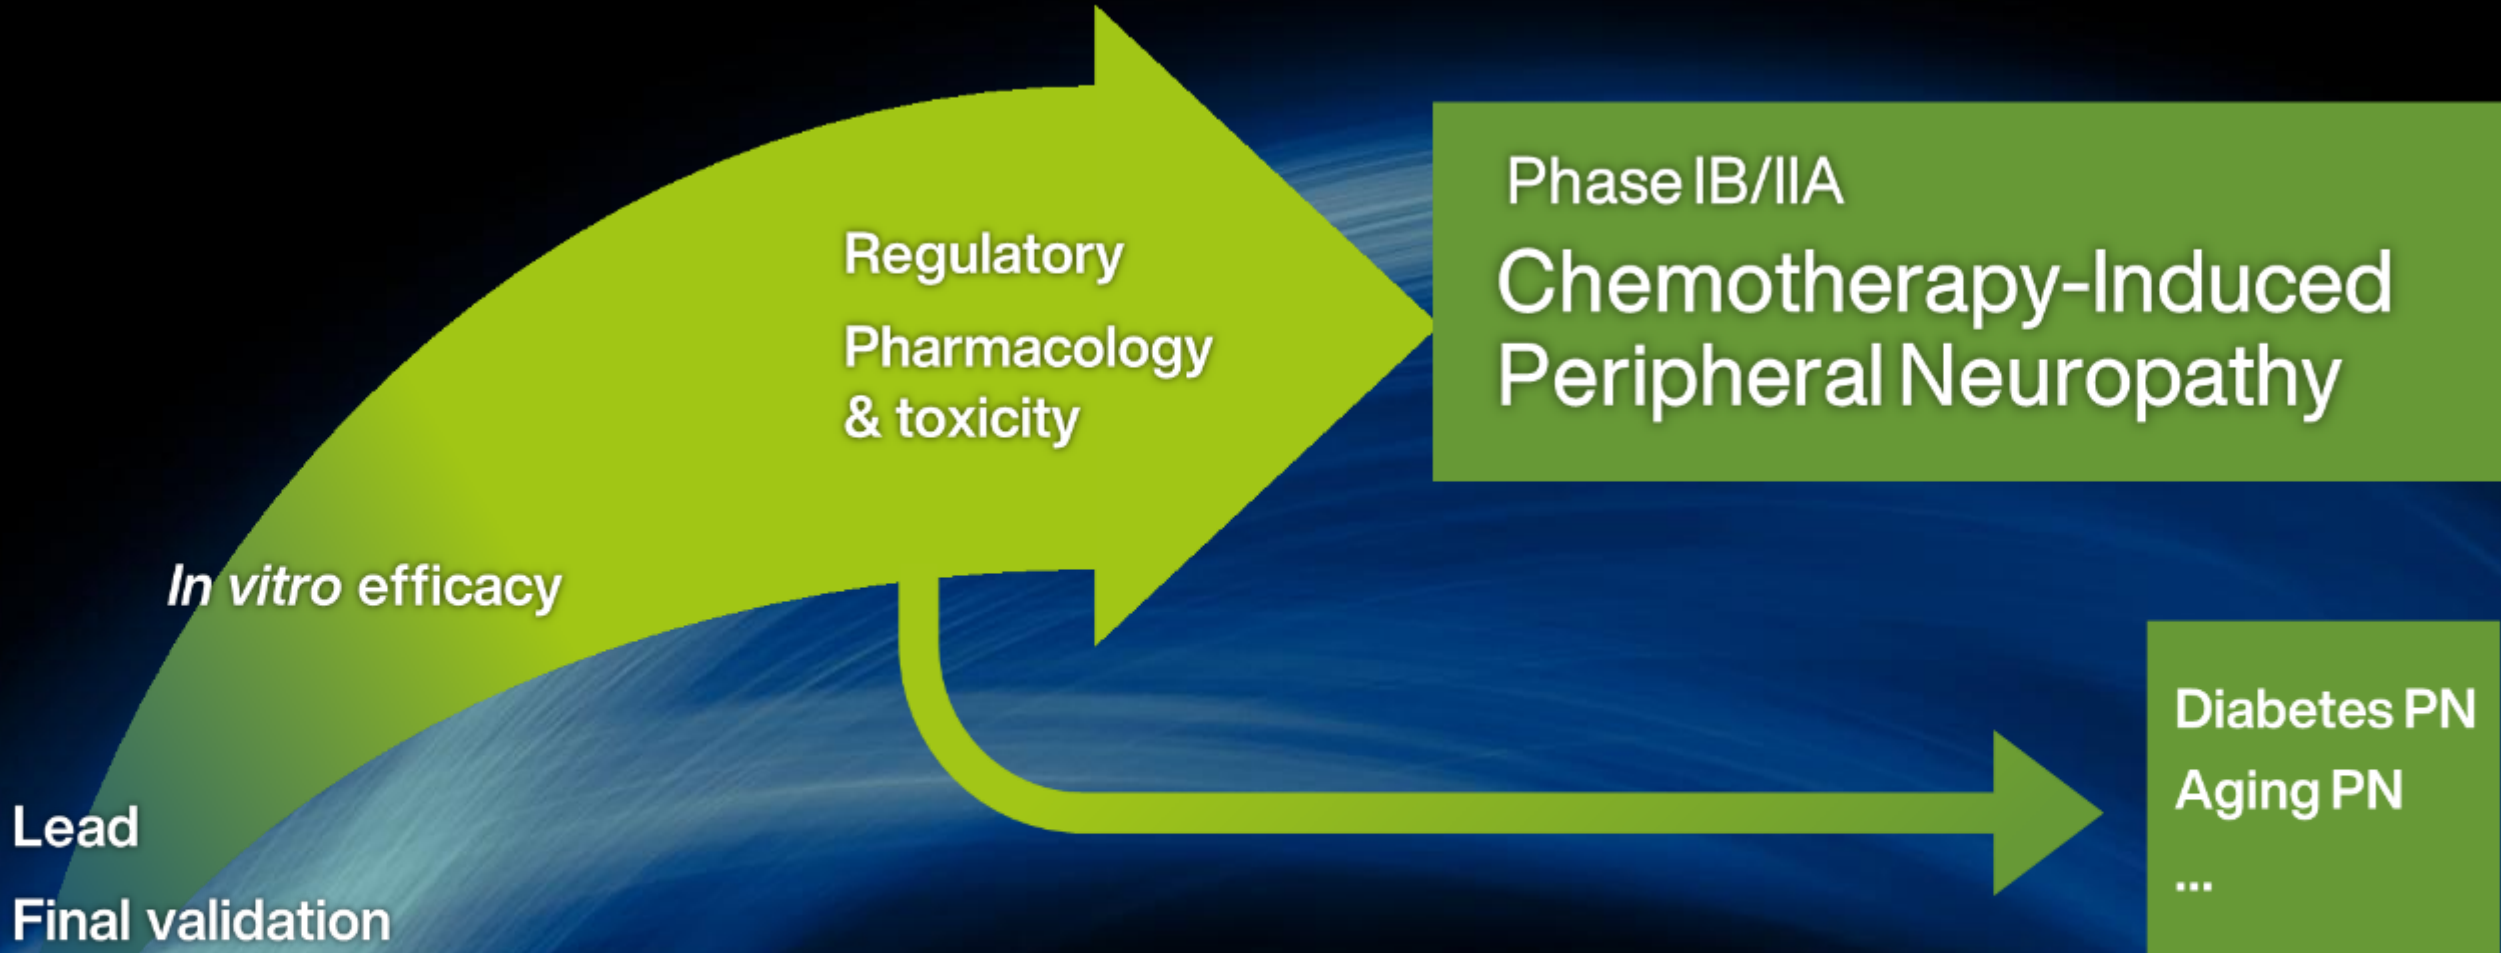 Phase IB/IIA
Chemotherapy-Induced
Peripheral Neuropathy
Regulatory
Pharmacology
& toxicity
In vitro efficacy
Lead
Final validation
Diabetes PN
Aging PN
...